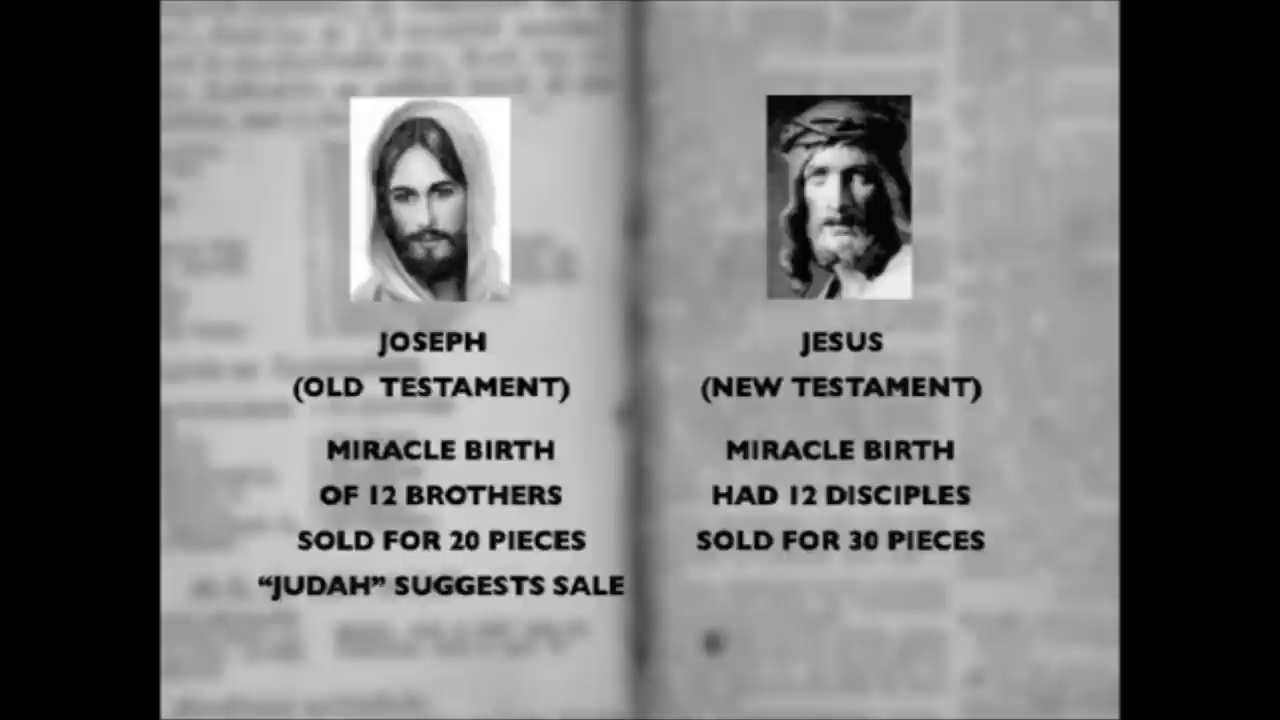 JOSEPH
(OLD TESTAMENT)
MIRACLE BIRTH
OF 12 BROTHERS
SOLD FOR 20 PIECES
“JUDAH” SUGGESTS SALE
JESUS
(NEW TESTAMENT)
MIRACLE BIRTH
HAD 12 DISCIPLES
SOLD FOR 30 PIECES